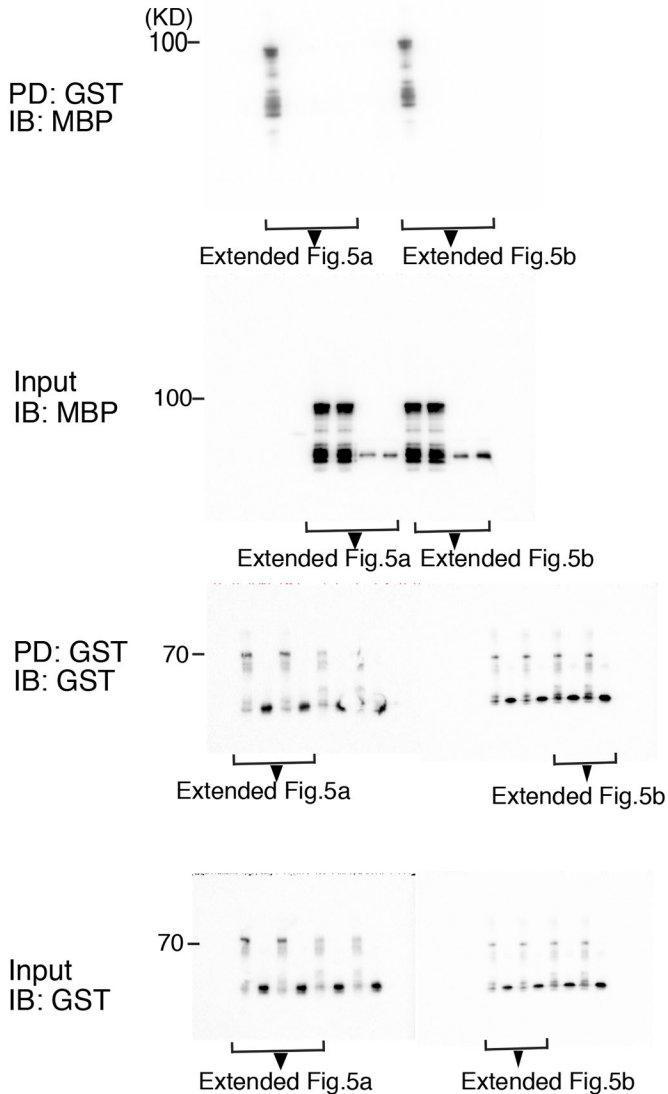 (KD)
100
PD: GST
IB: MBP
Extended Fig.5a Extended Fig.5b
Input
IB: MBP
100
Extended Fig.5a Extended Fig.5b
PD: GST
IB: GST
70
Extended Fig.5a Extended Fig.5b
70
Input
IB: GST
Extended Fig.5a Extended Fig.5b